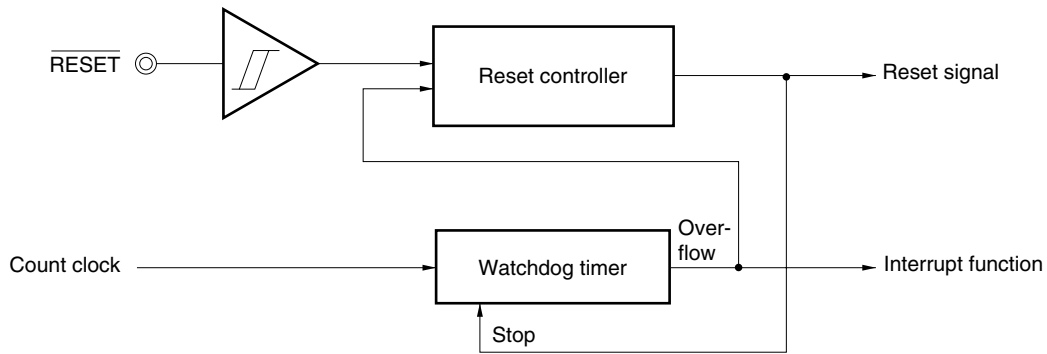 RESET
Reset controller
Reset signal
Over-
flow
Count clock
Watchdog timer
Interrupt function
Stop